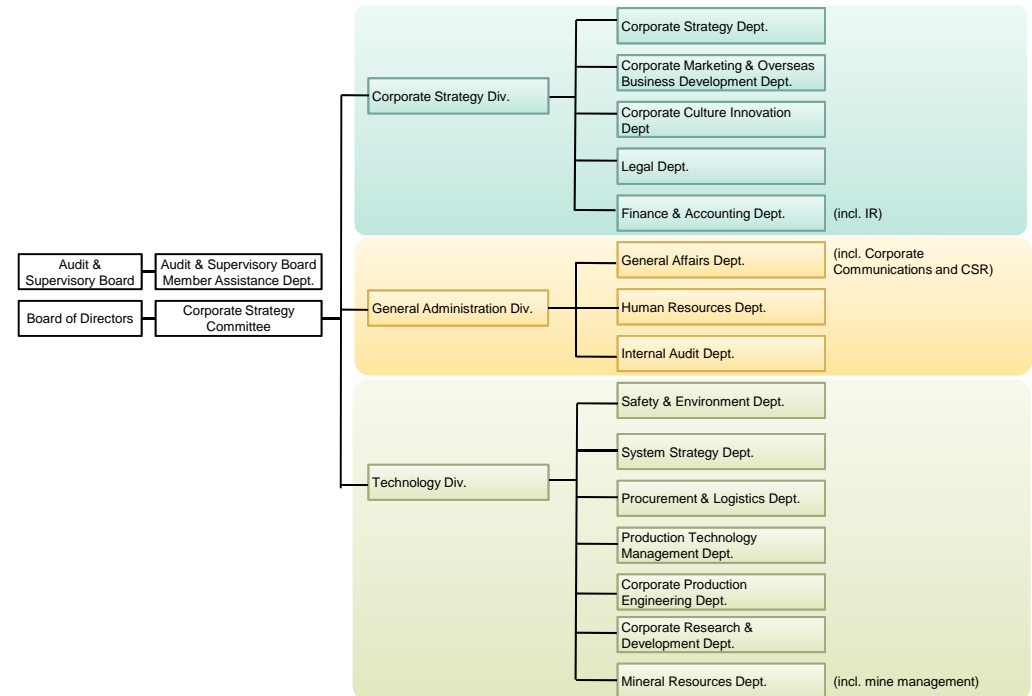 Corporate Strategy Dept.
Corporate Marketing & Overseas
Business Development Dept.
Corporate Strategy Div.
Corporate Culture Innovation
Dept
Legal Dept.
Finance & Accounting Dept.
(incl. IR)
Audit &
Supervisory Board
Audit & Supervisory Board
Member Assistance Dept.
General Affairs Dept.
(incl. Corporate
Communications and CSR)
Board of Directors
Corporate Strategy
Committee
General Administration Div.
Human Resources Dept.
Internal Audit Dept.
Safety & Environment Dept.
System Strategy Dept.
Technology Div.
Procurement & Logistics Dept.
Production Technology
Management Dept.
Corporate Production
Engineering Dept.
Corporate Research &
Development Dept.
Mineral Resources Dept.
(incl. mine management)